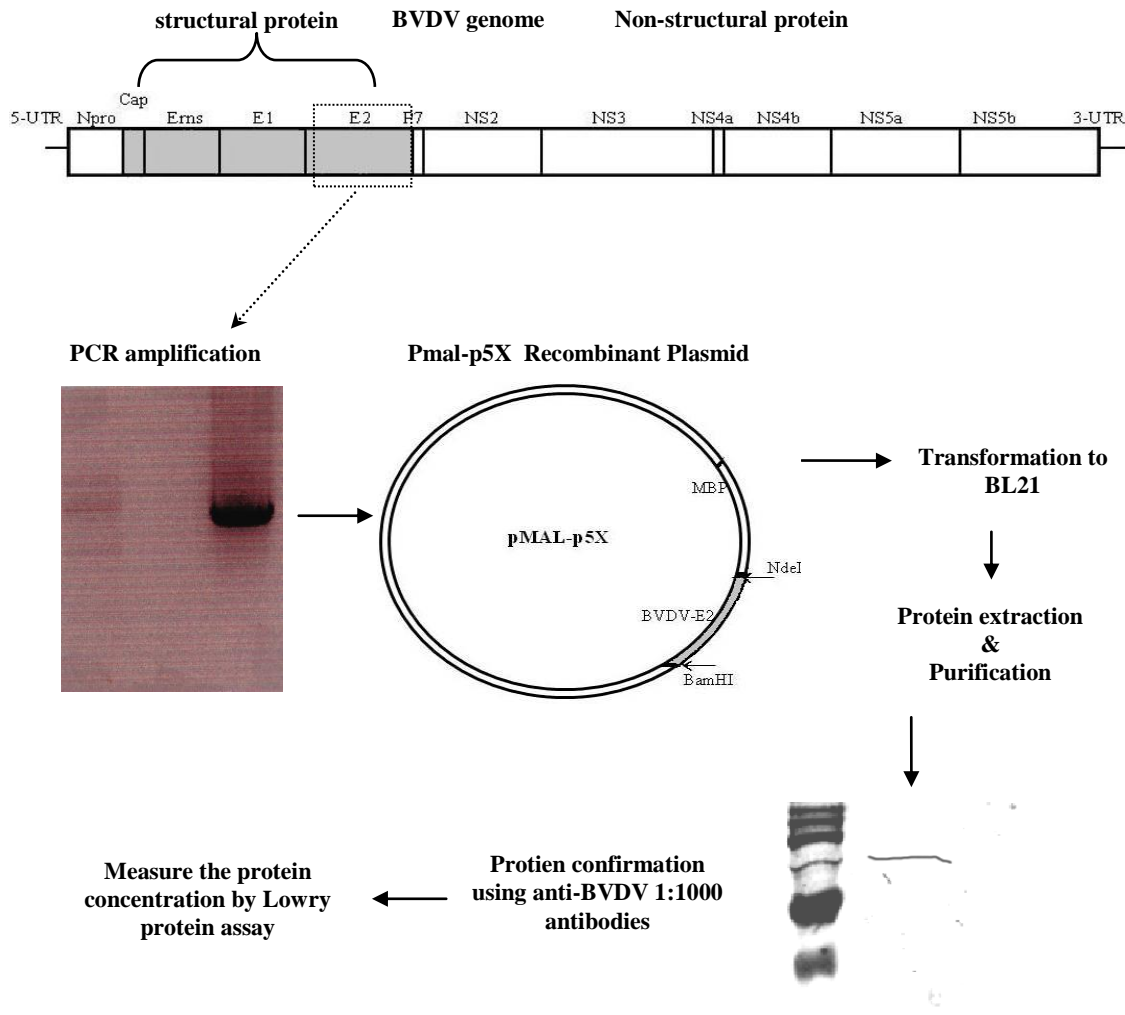 structural protein
BVDV genome
Non-structural protein
Cap
5-UTR
Npro
Erns
E1
E2
P7
NS2
NS3
NS4a
NS4b
NS5a
NS5b
3-UTR
PCR amplification
Pmal-p5X Recombinant Plasmid
MBP
pMAL-p5X
NdeI
BVDV-E2
BamHI
Transformation to
BL21
Protein extraction
&
Purification
Protien confirmation
using anti-BVDV 1:1000
antibodies
Measure the protein
concentration by Lowry
protein assay